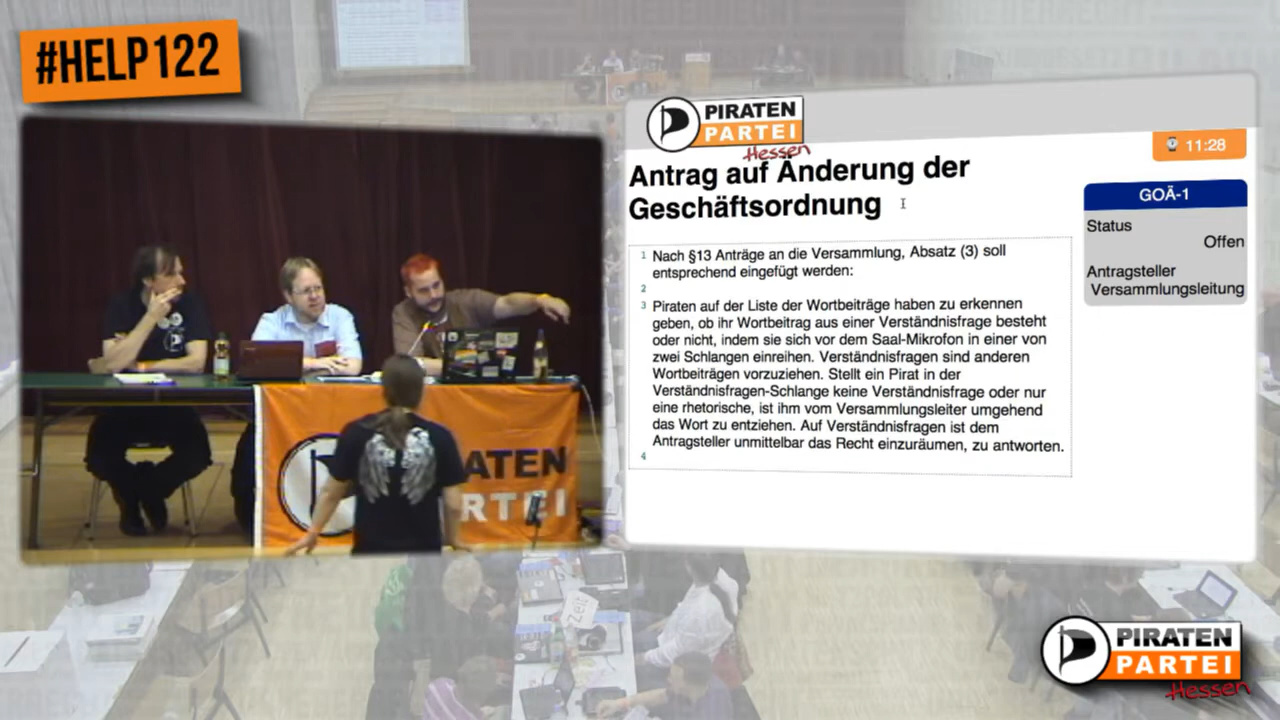 #HELP122
PIRATEN
PARTEI
Hessen
11:28
Antrag auf Änderung der
Geschäftsordnung
GOÄ-1
Status
Offen
Antragsteller
Versammlungsleitung
1 Nach §13 Anträge an die Versammlung, Absatz (3) soll
entsprechend eingefügt werden:
2
3 Piraten auf der Liste der Wortbeiträge haben zu erkennen
geben, ob ihr Wortbeitrag aus einer Verständnisfrage besteht
oder nicht, indem sie sich vor dem Saal-Mikrofon in einer von
zwei Schlangen einreihen. Verständnisfragen sind anderen
Wortbeiträgen vorzuziehen. Stellt ein Pirat in der
Verständnisfragen-Schlange keine Verständnisfrage oder nur
eine rhetorische, ist ihm vom Versammlungsleiter umgehend
das Wort zu entziehen. Auf Verständnisfragen ist dem
Antragsteller unmittelbar das Recht einzuräumen, zu antworten.
4
ATEN
RTEI
Zeit
PIRATEN
PARTEI
Hessen